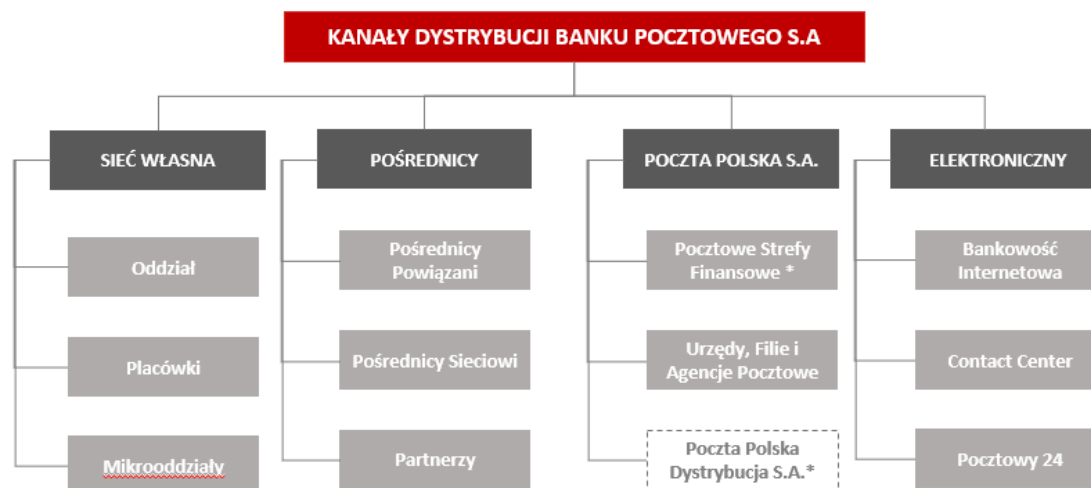 KANAŁY DYSTRYBUCJI BANKU POCZTOWEGO S.A
SIEĆ WŁASNA
Oddział
Placówki
Mikrooddziały
POŚREDNICY
Pośrednicy
Powiązani
Pośrednicy Sieciowi
Partnerzy
POCZTA POLSKA S.A.
Pocztowe Strefy
Finansowe *
Urzędy, Filie i
Agencje Pocztowe
Poczta Polska
Dystrybucja S.A.*
ELEKTRONICZNY
Bankowość
Internetowa
Contact Center
Pocztowy 24